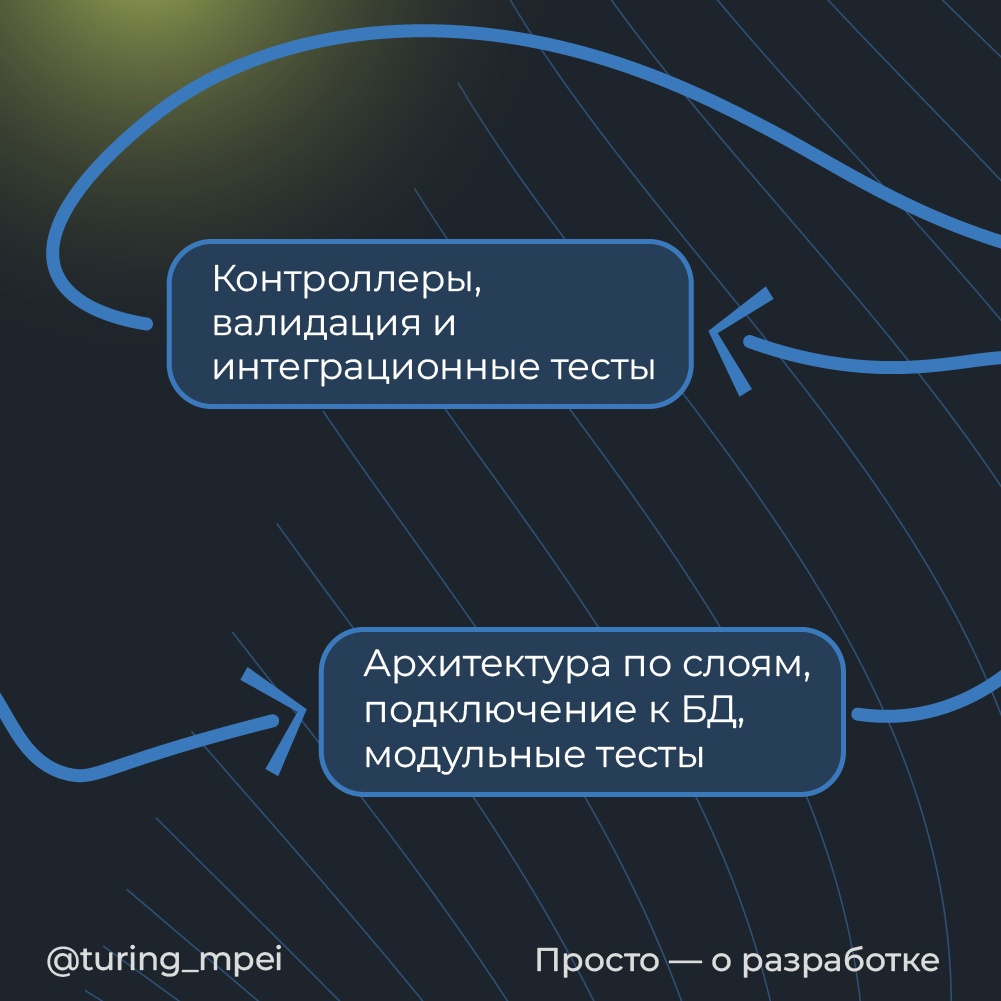 Контроллеры,
валидация и
интеграционные тесты
Архитектура по слоям,
подключение к БД,
модульные тесты
@turing_mpei
Просто — о разработке